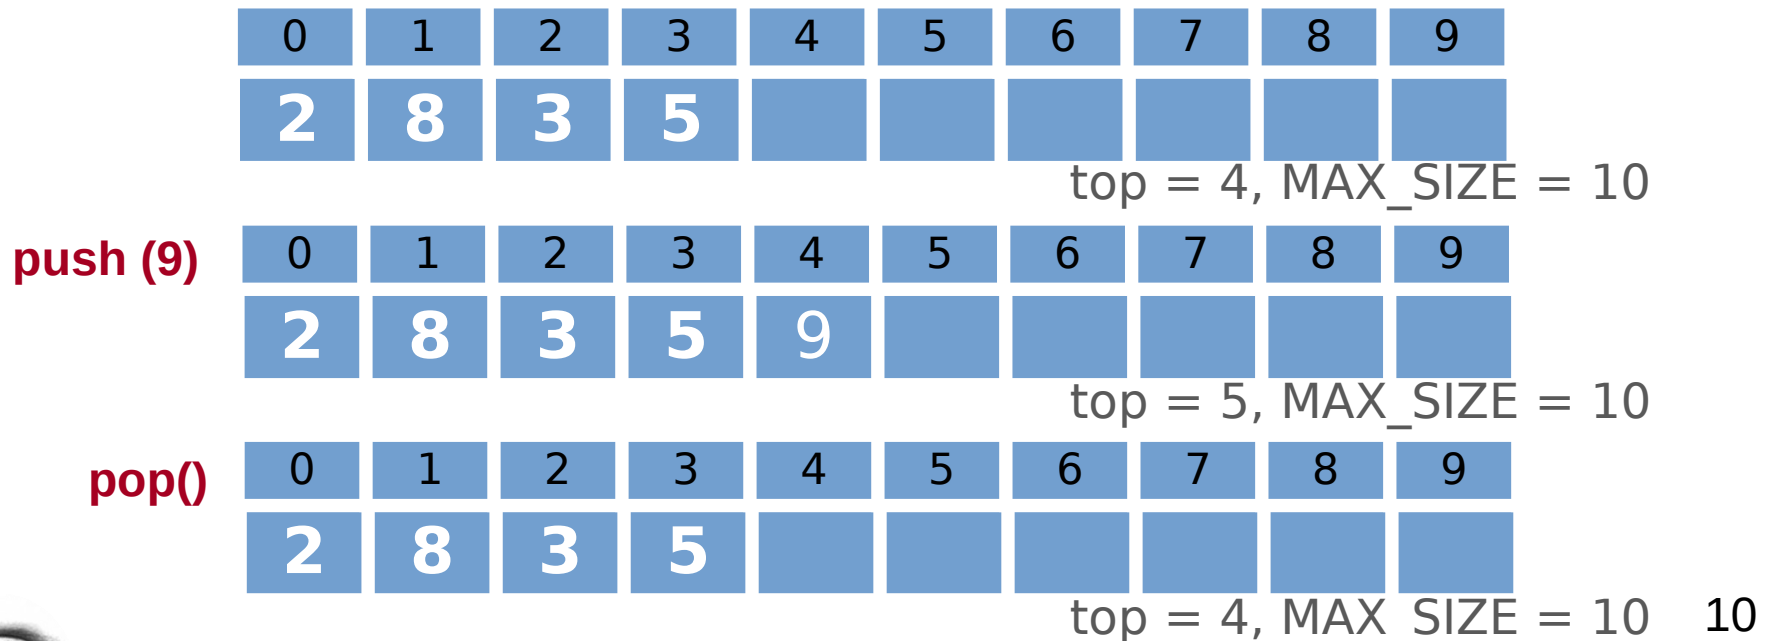 0 1 2 3 4 5 6 7 8 9
2 8 3 5
top = 4, MAX_SIZE = 10
push (9) 0 1 2 3 4 5 6 7 8 9
2 8 3 5 9
top = 5, MAX_SIZE = 10
pop() 0 1 2 3 4 5 6 7 8 9
2 8 3 5
top = 4, MAX_SIZE = 10 10